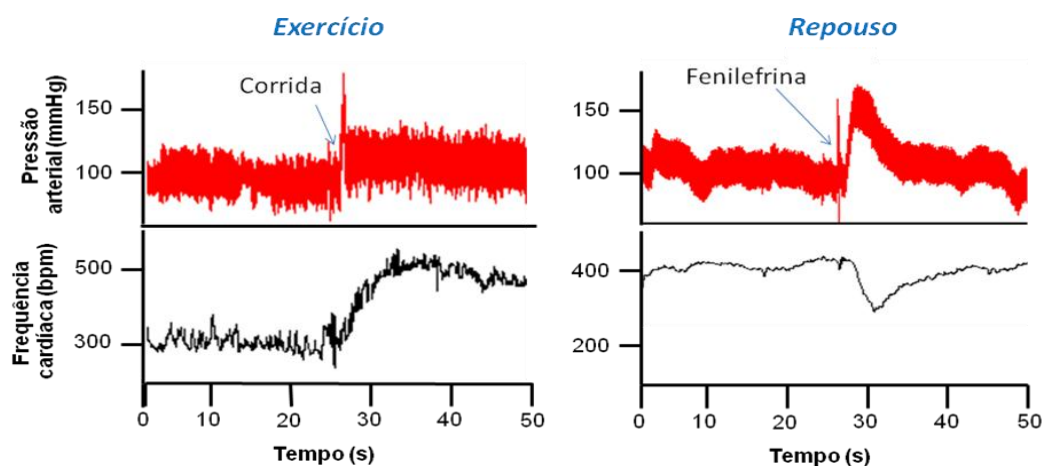 Exercício
Repouso
Corrida
Fenilefrina
Pressão
arterial (mmHg)
150
100
150
100
Frequência
cardíaca (bpm)
500
300
400
200
0
10
20
30
40
50
0
10
20
30
40
50
Tempo (s)
Tempo (s)